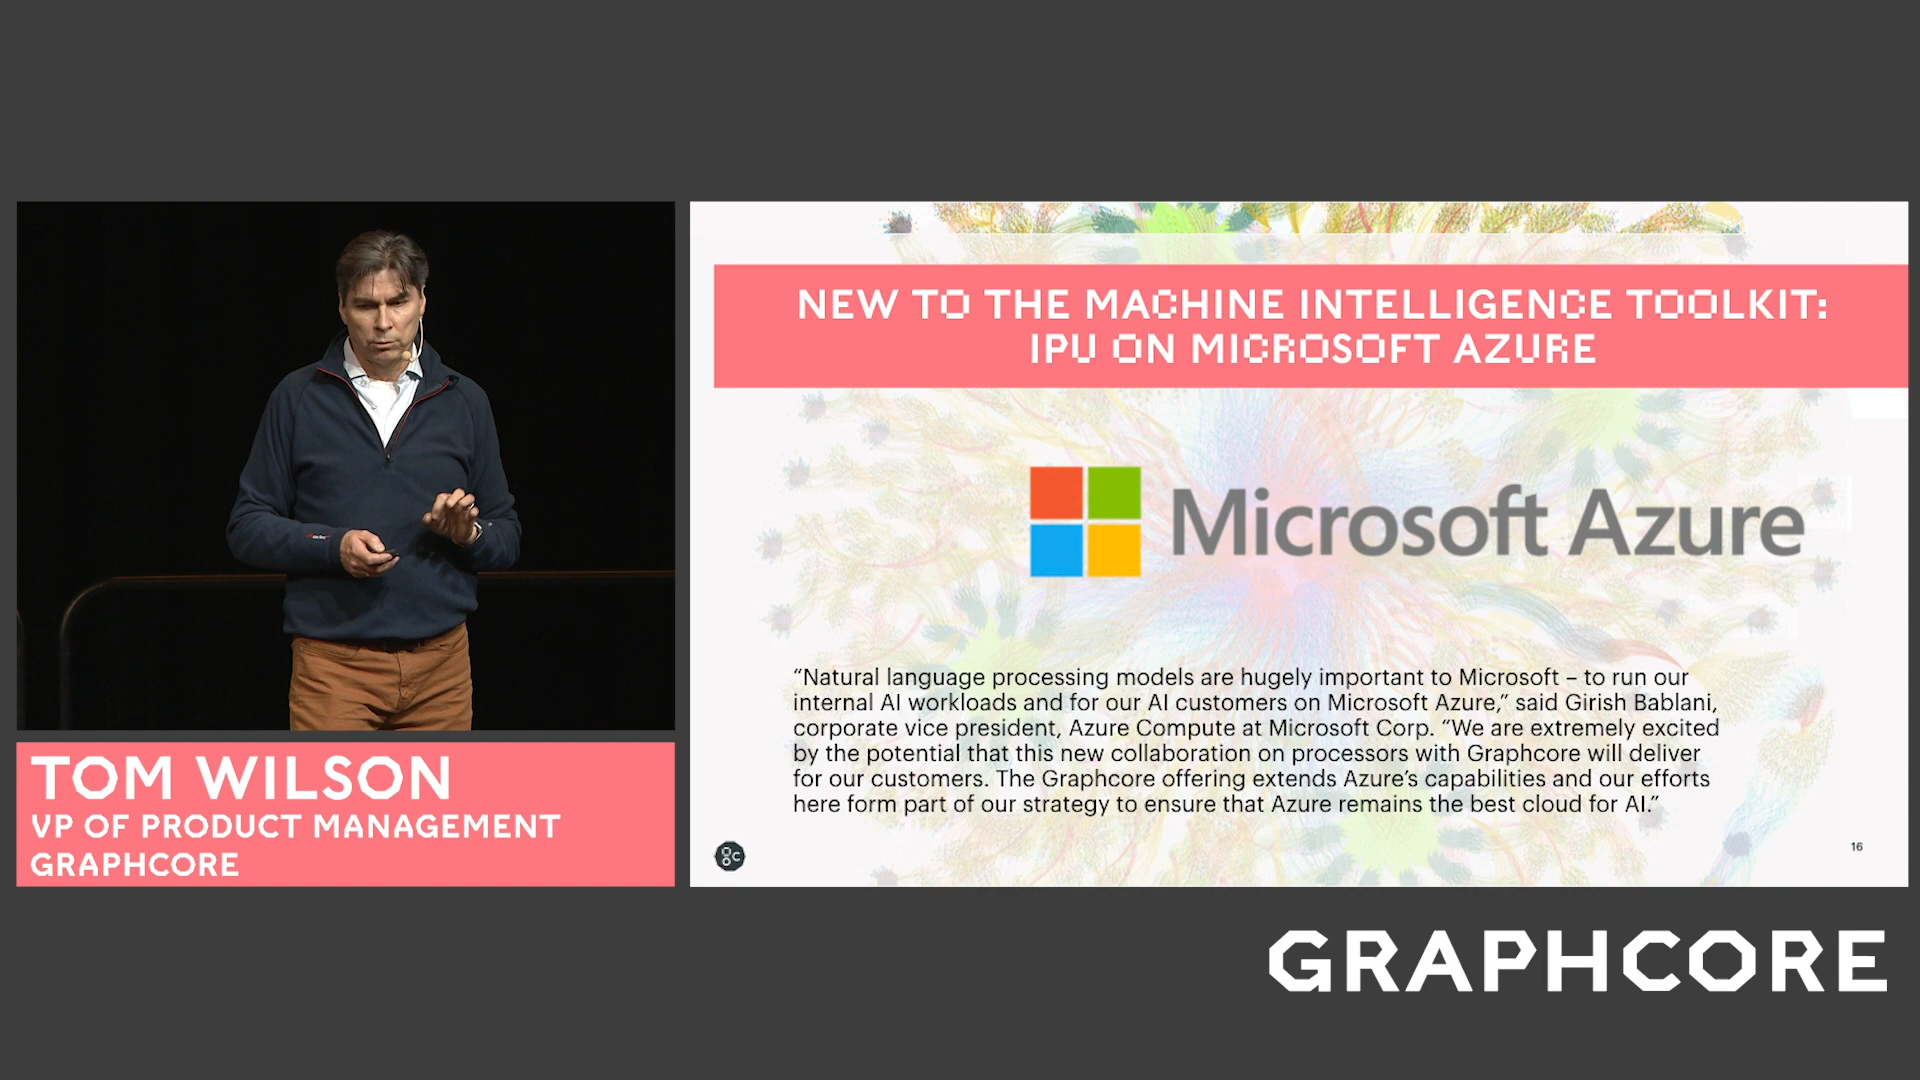 NEW TO THE MACHINE INTELLIGENCE TOOLKIT:
IPU ON MICROSOFT AZURE
Microsoft Azure
“Natural language processing models are hugely important to Microsoft – to run our
internal AI workloads and for our AI customers on Microsoft Azure,” said Girish Bablani,
corporate vice president, Azure Compute at Microsoft Corp. “We are extremely excited
by the potential that this new collaboration on processors with Graphcore will deliver
for our customers. The Graphcore offering extends Azure’s capabilities and our efforts
here form part of our strategy to ensure that Azure remains the best cloud for AI.”
16
TOM WILSON
VP OF PRODUCT MANAGEMENT
GRAPHCORE
GRAPHCORE